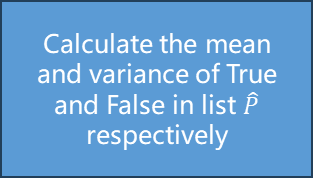 Calculate the mean
and variance of True
and False in list P̂
respectively